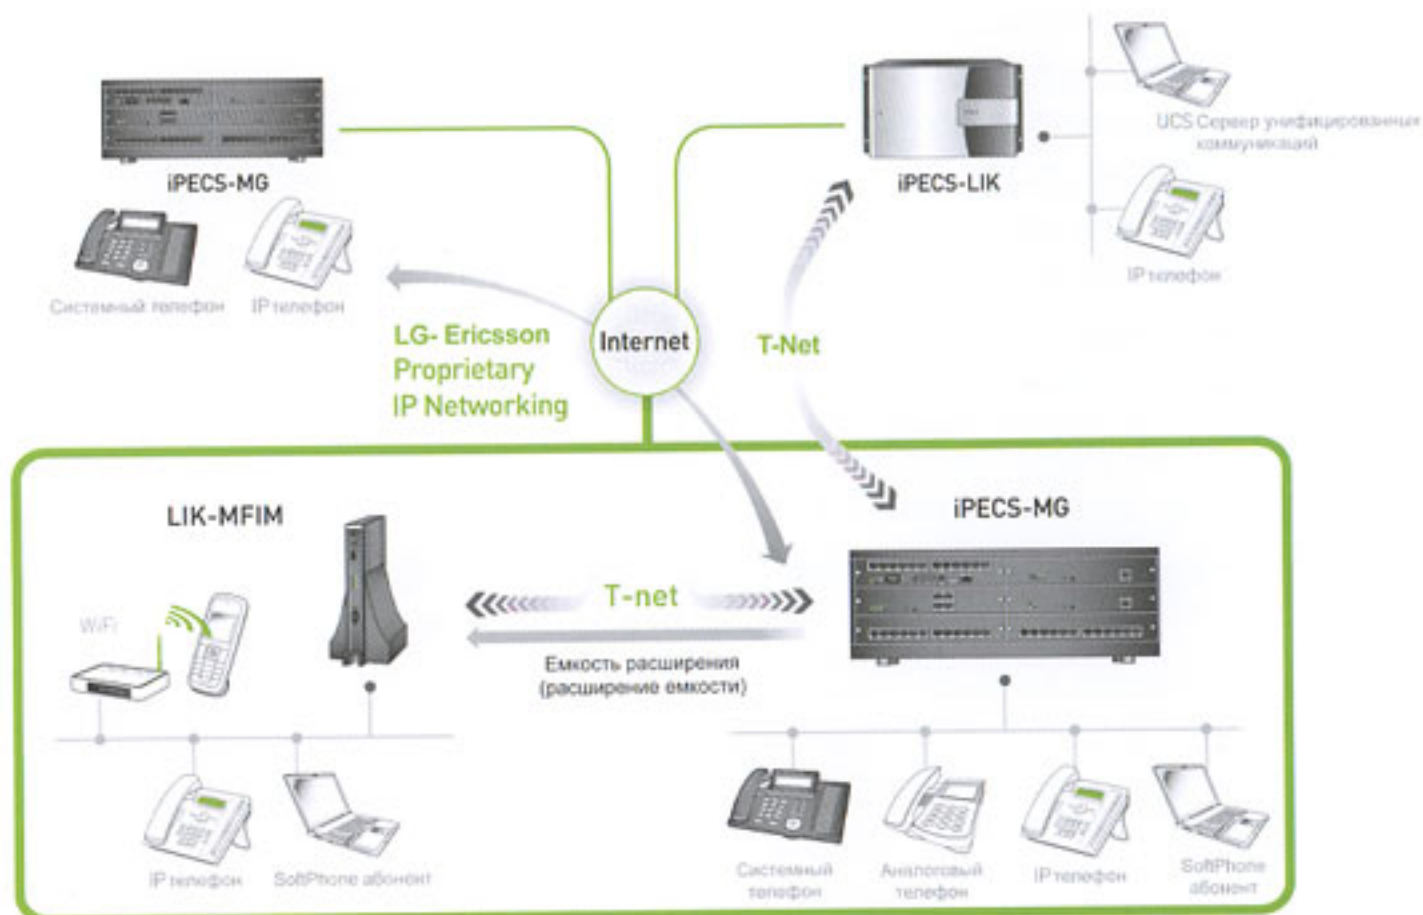 iPECS-MG
Системный телефон
IP телефон
iPECS-LIK
UCS Сервер унифицированных
коммуникаций
IP телефон
LG- Ericsson
Proprietary
IP Networking
Internet
T-Net
LIK-MFIM
WiFi
IP телефон
SoftPhone абонент
T-net
Емкость расширения
(расширение емкости)
iPECS-MG
Системный
телефон
Аналоговый
телефон
IP телефон
SoftPhone
абонент